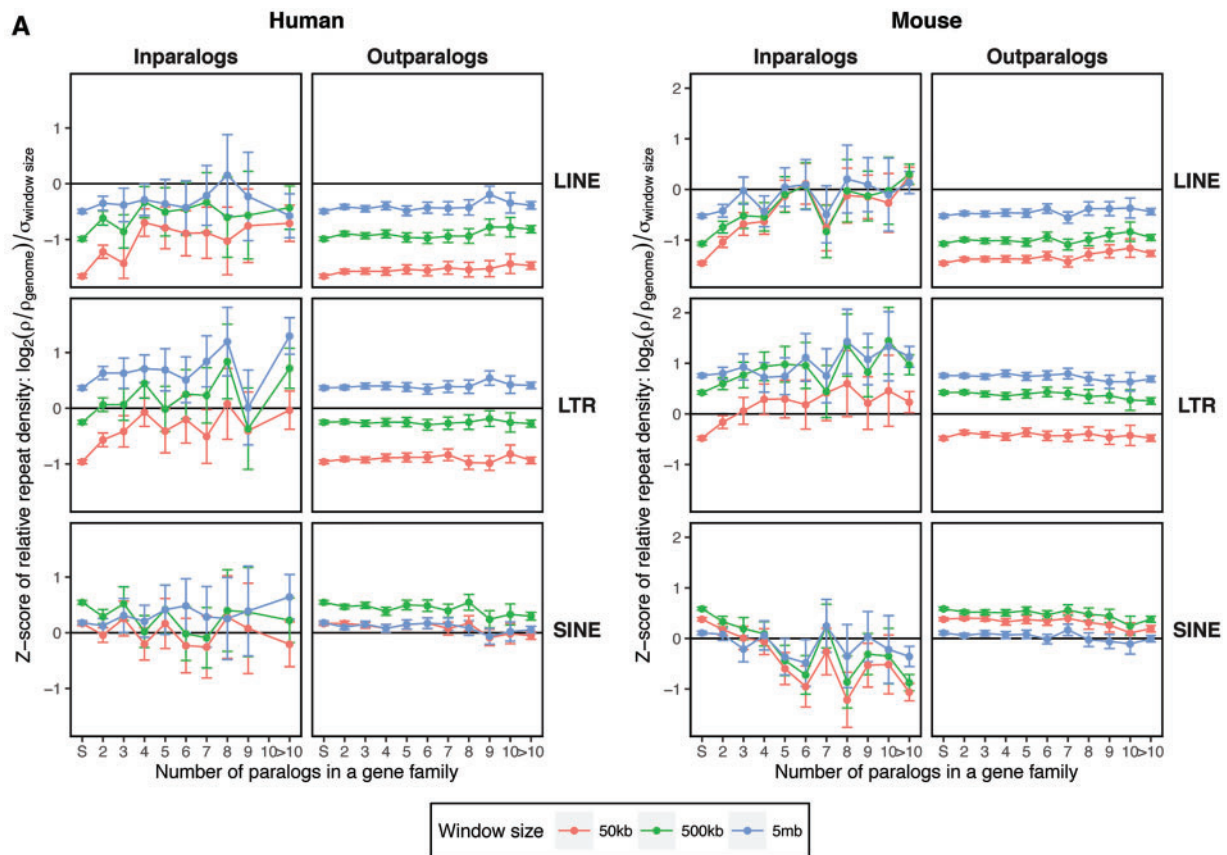 A
Human
Mouse
Inparalogs
Outparalogs
Inparalogs
Outparalogs
Z−score of relative repeat density: log2(ρ/ρgenome)/σwindow size
1
0
−1
LINE
1
0
−1
LTR
1
0
−1
SINE
S 2 3 4 5 6 7 8 9 10 >10
S 2 3 4 5 6 7 8 9 10 >10
Number of paralogs in a gene family
Z−score of relative repeat density: log2(ρ/ρgenome)/σwindow size
2
1
0
−1
LINE
2
1
0
−1
LTR
2
1
0
−1
SINE
S 2 3 4 5 6 7 8 9 10 >10
S 2 3 4 5 6 7 8 9 10 >10
Number of paralogs in a gene family
Window size 50kb 500kb 5mb